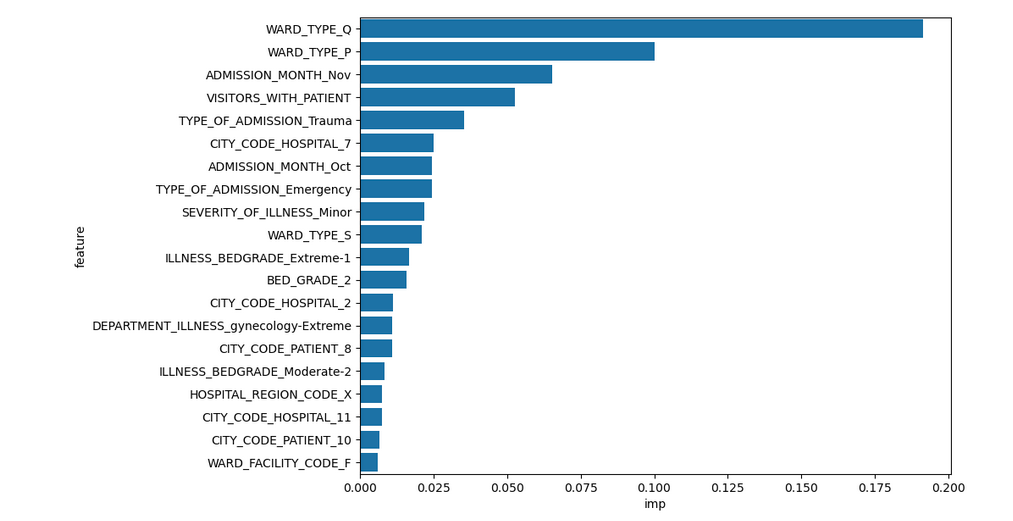 WARD_TYPE_Q
WARD_TYPE_P
ADMISSION_MONTH_Nov
VISITORS_WITH_PATIENT
TYPE_OF_ADMISSION_Trauma
CITY_CODE_HOSPITAL_7
ADMISSION_MONTH_Oct
TYPE_OF_ADMISSION_Emergency
SEVERITY_OF_ILLNESS_Minor
WARD_TYPE_S
ILLNESS_BEDGRADE_Extreme-1
BED_GRADE_2
CITY_CODE_HOSPITAL_2
DEPARTMENT_ILLNESS_gynecology-Extreme
CITY_CODE_PATIENT_8
ILLNESS_BEDGRADE_Moderate-2
HOSPITAL_REGION_CODE_X
CITY_CODE_HOSPITAL_11
CITY_CODE_PATIENT_10
WARD_FACILITY_CODE_F
feature
0.000 0.025 0.050 0.075 0.100 0.125 0.150 0.175 0.200
imp